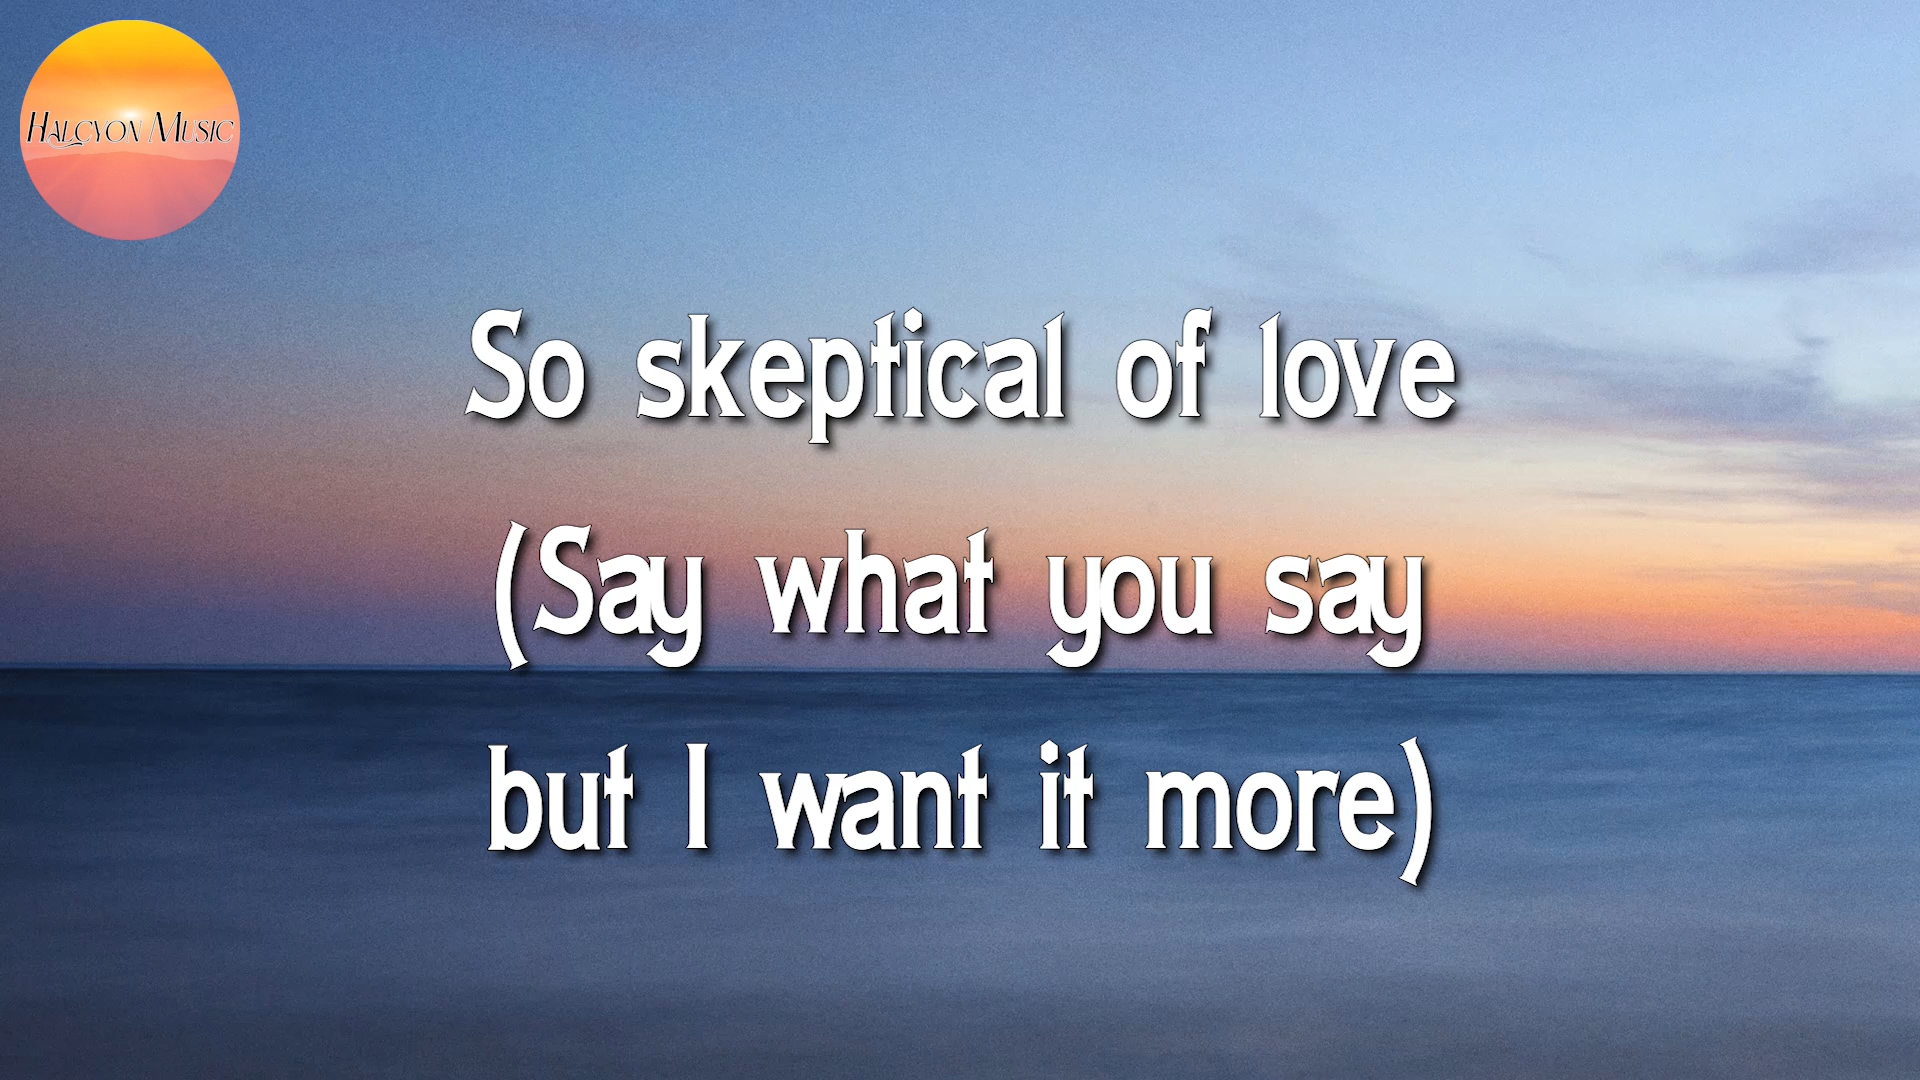 Halcyon Music
So skeptical of love
(Say what you say
but I want it more)